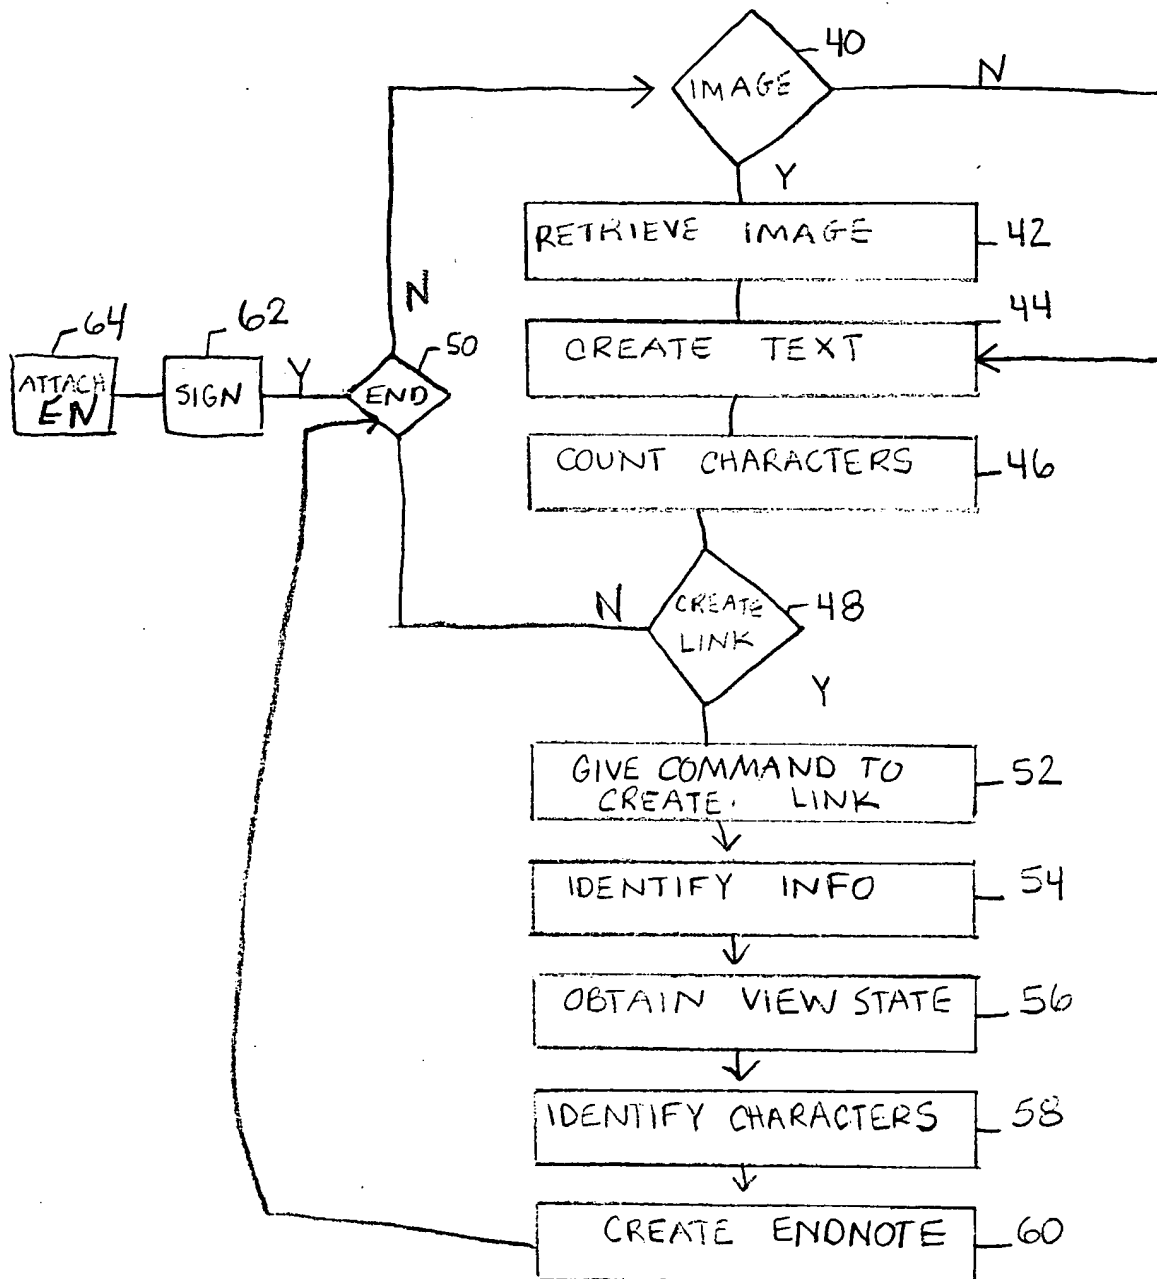 40
IMAGE
N
Y
RETRIEVE IMAGE
42
44
CREATE TEXT
COUNT CHARACTERS
46
CREATE
LINK
48
N
Y
GIVE COMMAND TO
CREATE. LINK
52
IDENTIFY INFO
54
OBTAIN VIEW STATE
56
IDENTIFY CHARACTERS
58
CREATE ENDNOTE
60
N
50
END
Y
62
SIGN
64
ATTACH
EN